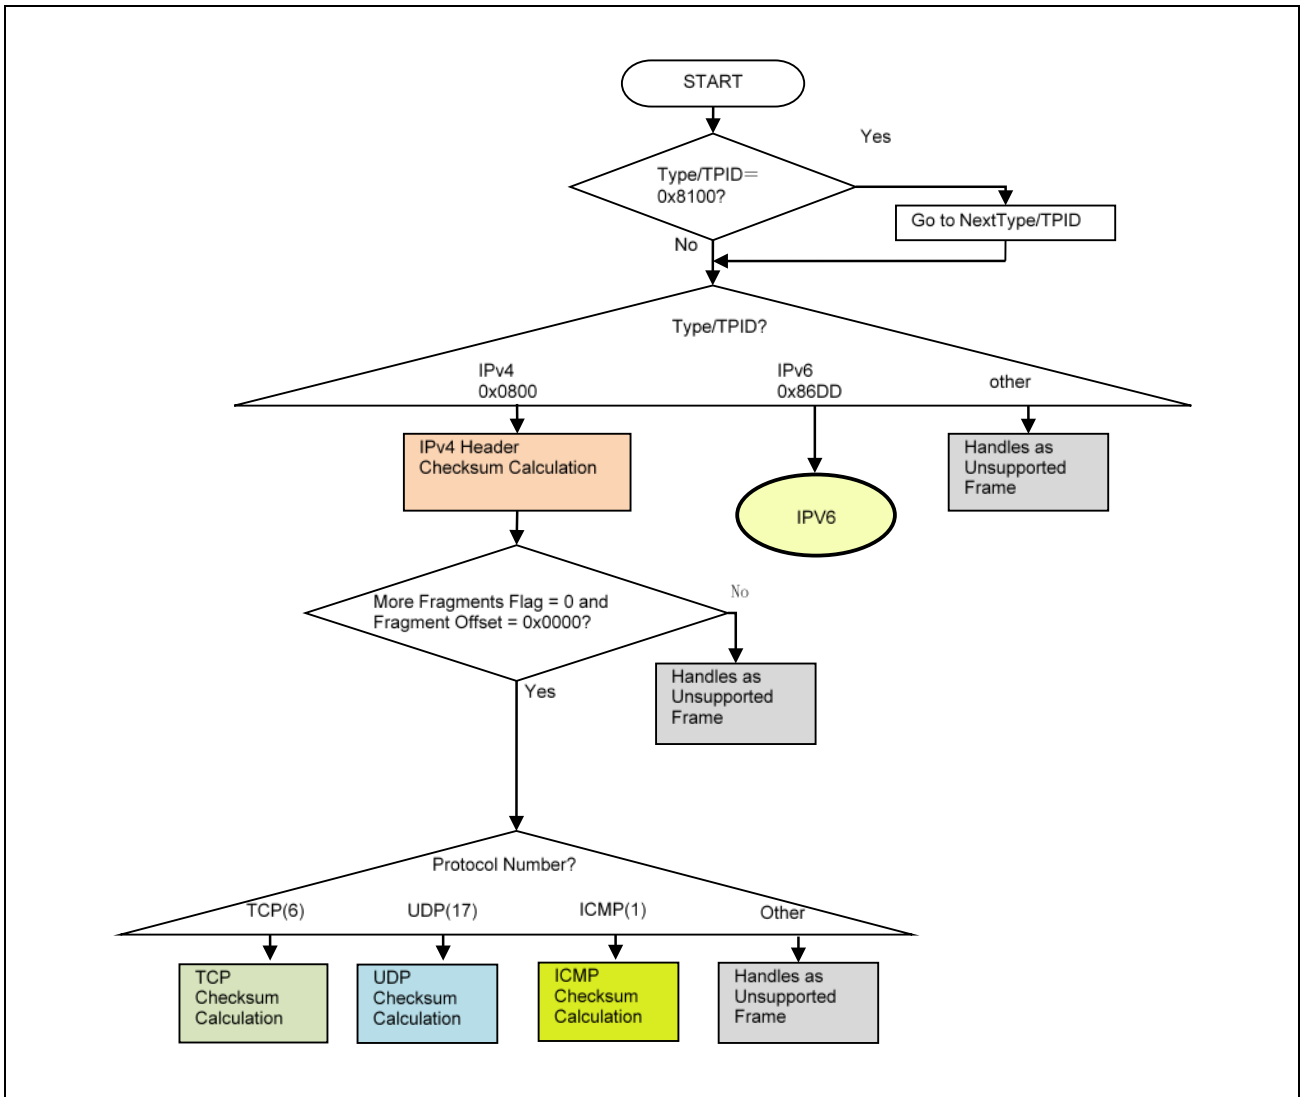 START
Yes
Type/TPID=
0x8100?
Go to NextType/TPID
No
Type/TPID?
IPv4
0x0800
IPv6
0x86DD
other
IPv4 Header
Checksum Calculation
Handles as
Unsupported
Frame
IPV6
More Fragments Flag = 0 and
Fragment Offset = 0x0000?
No
Handles as
Unsupported
Frame
Yes
Protocol Number?
TCP(6)
UDP(17)
ICMP(1)
Other
TCP
Checksum
Calculation
UDP
Checksum
Calculation
ICMP
Checksum
Calculation
Handles as
Unsupported
Frame